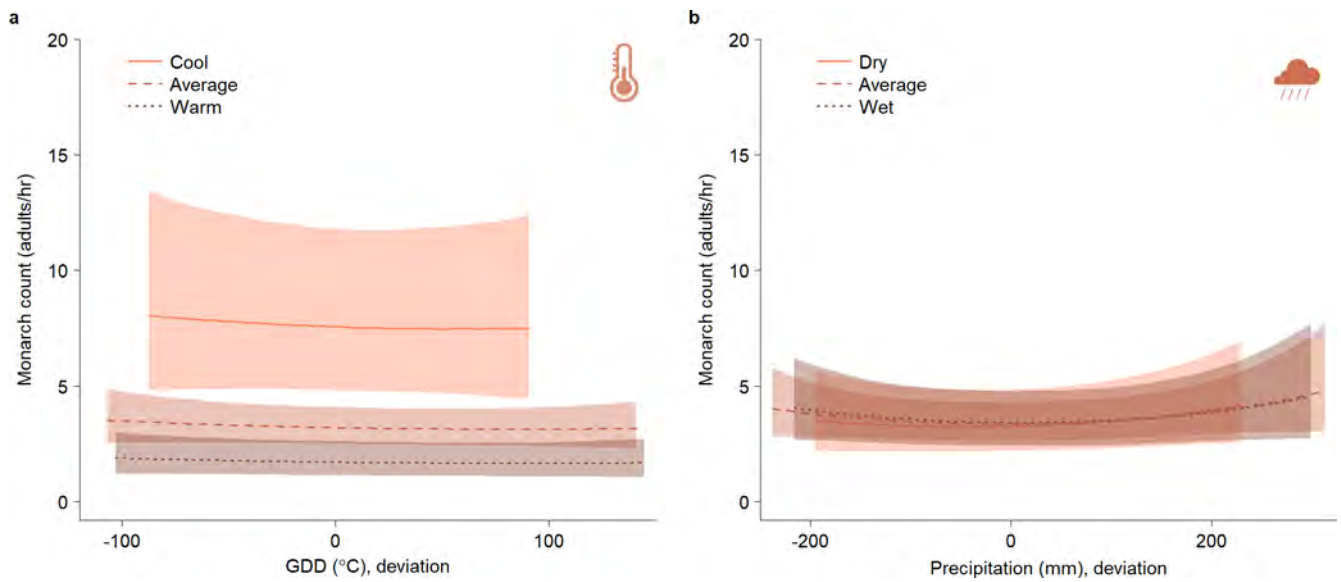 a
20
15
10
5
0
Monarch count (adults/hr)
Cool
Average
Warm
-100
0
100
GDD (°C), deviation
b
20
15
10
5
0
Monarch count (adults/hr)
Dry
Average
Wet
-200
0
200
Precipitation (mm), deviation